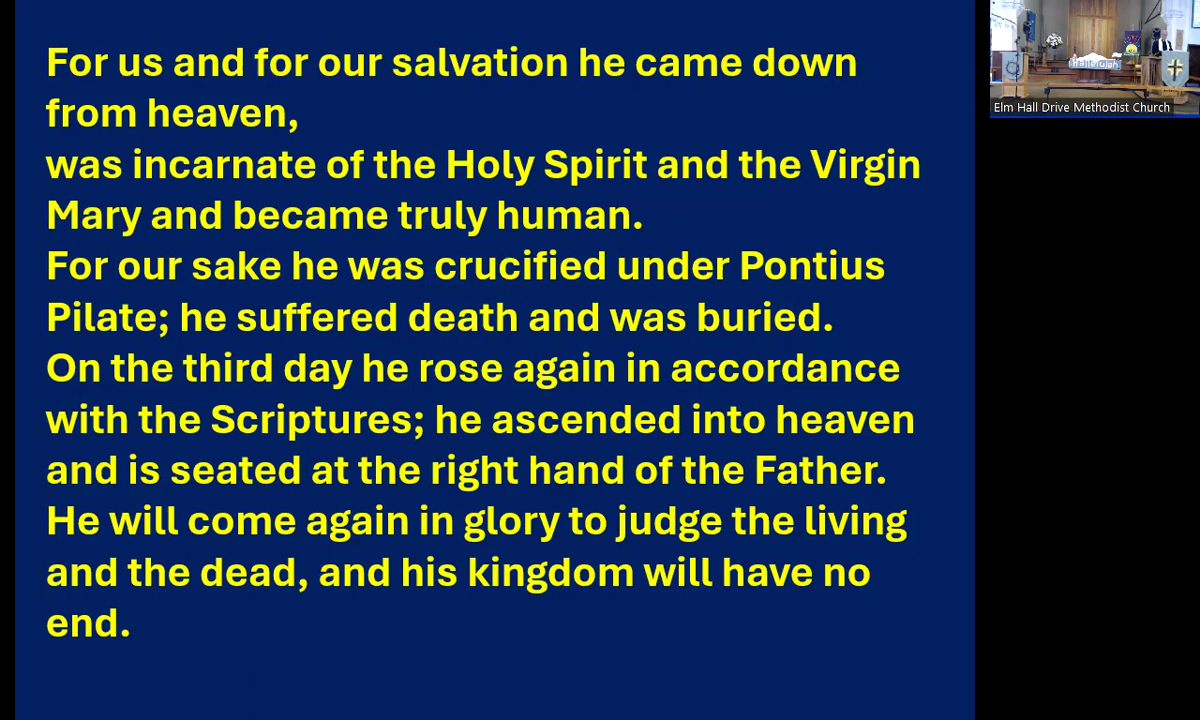 For us and for our salvation he came down
from heaven,
was incarnate of the Holy Spirit and the Virgin
Mary and became truly human.
For our sake he was crucified under Pontius
Pilate; he suffered death and was buried.
On the third day he rose again in accordance
with the Scriptures; he ascended into heaven
and is seated at the right hand of the Father.
He will come again in glory to judge the living
and the dead, and his kingdom will have no
end.
Elm Hall Drive Methodist Church